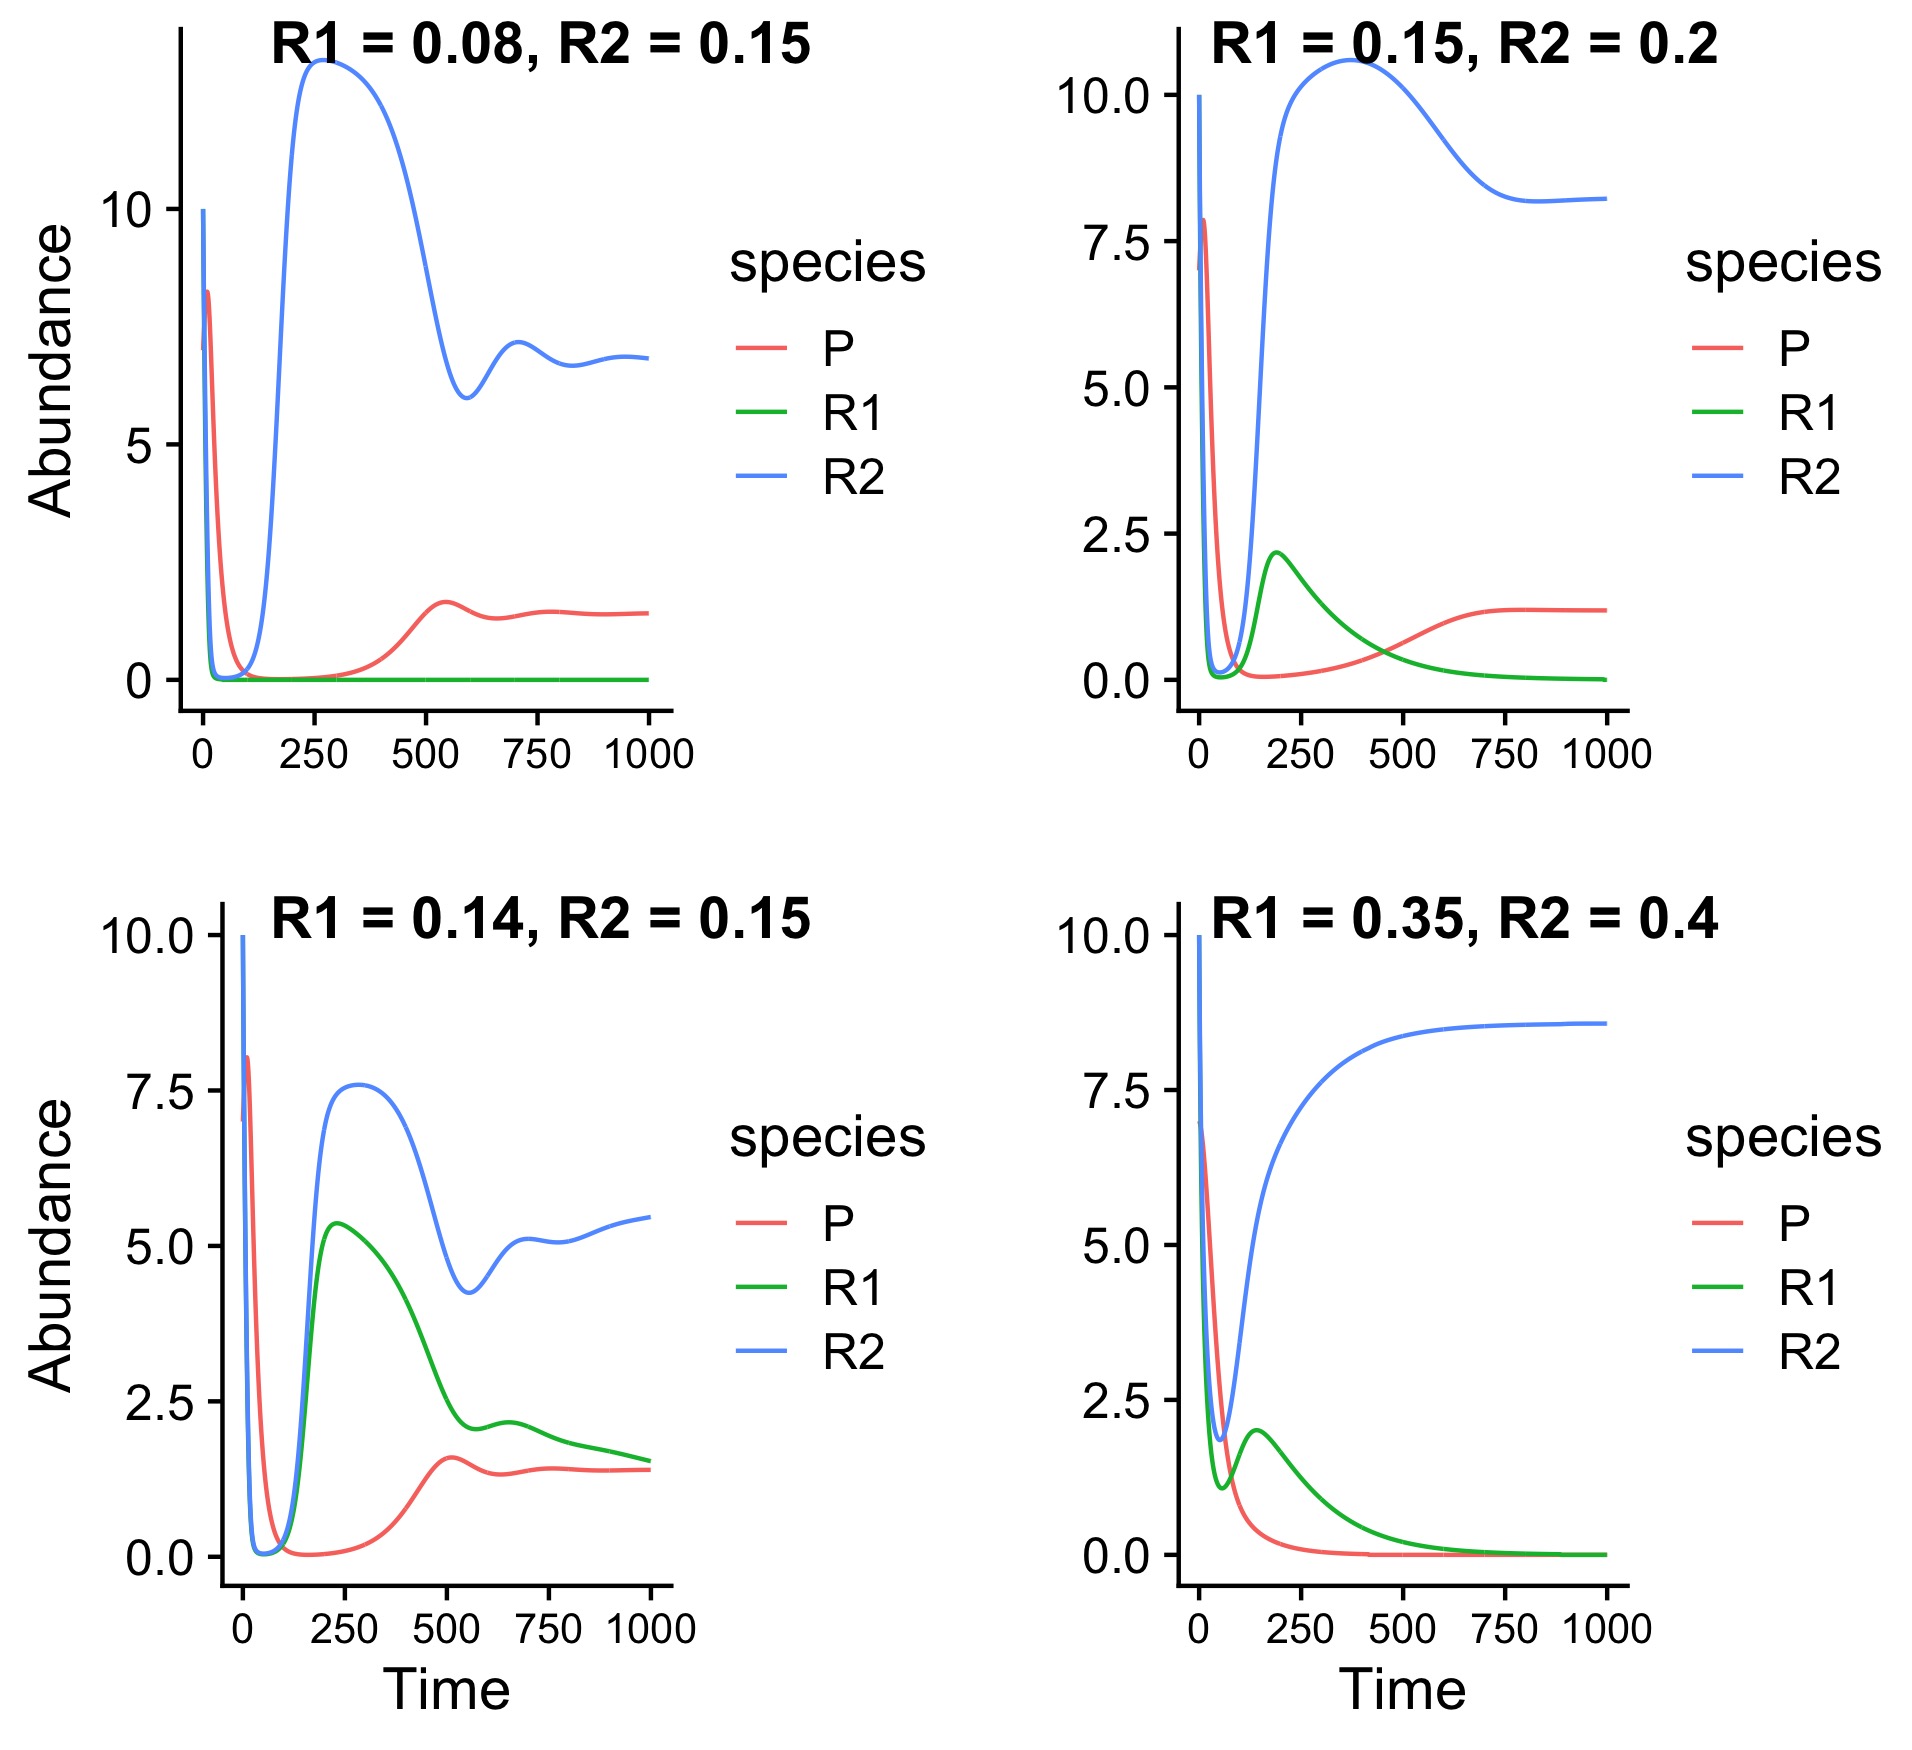 R1 = 0.08, R2 = 0.15
Abundance
10
5
0
0 250 500 750 1000
species
P
R1
R2
R1 = 0.15, R2 = 0.2
10.0
7.5
5.0
2.5
0.0
0 250 500 750 1000
species
P
R1
R2
R1 = 0.14, R2 = 0.15
Abundance
10.0
7.5
5.0
2.5
0.0
0 250 500 750 1000
Time
species
P
R1
R2
R1 = 0.35, R2 = 0.4
10.0
7.5
5.0
2.5
0.0
0 250 500 750 1000
Time
species
P
R1
R2